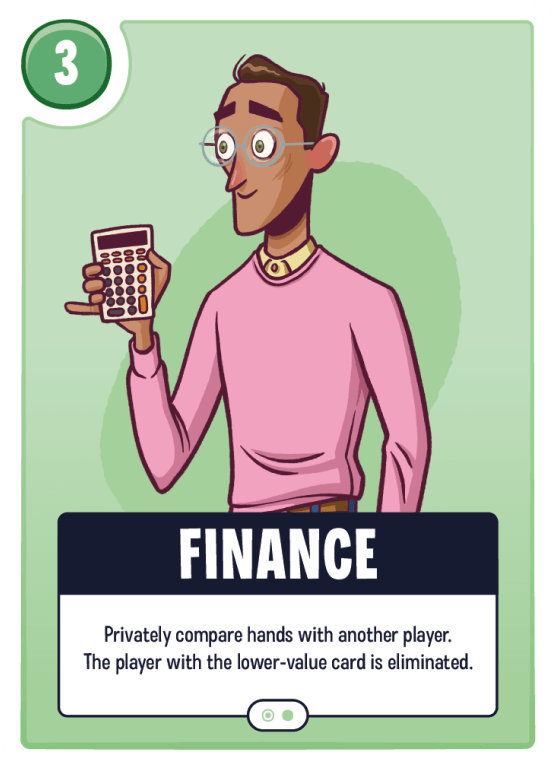 3
FINANCE
Privately compare hands with another player.
The player with the lower-value card is eliminated.